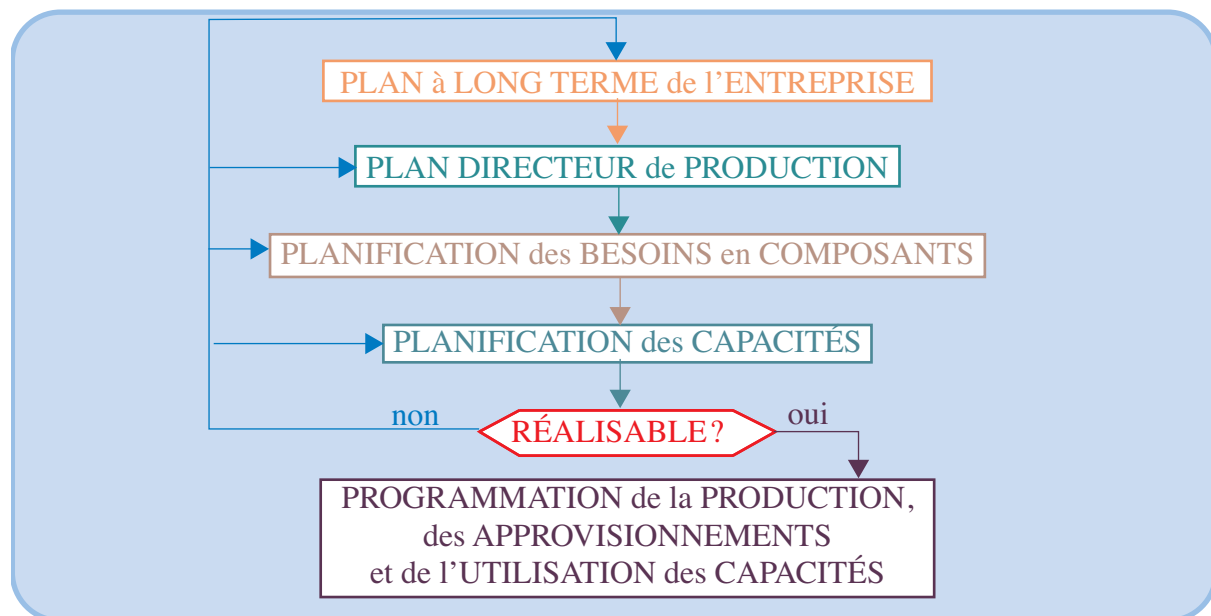 PLAN à LONG TERME de l’ENTREPRISE
PLAN DIRECTEUR de PRODUCTION
PLANIFICATION des BESOINS en COMPOSANTS
PLANIFICATION des CAPACITÉS
non
RÉALISABLE ?
oui
PROGRAMMATION de la PRODUCTION,
des APPROVISIONNEMENTS
et de l’UTILISATION des CAPACITÉS